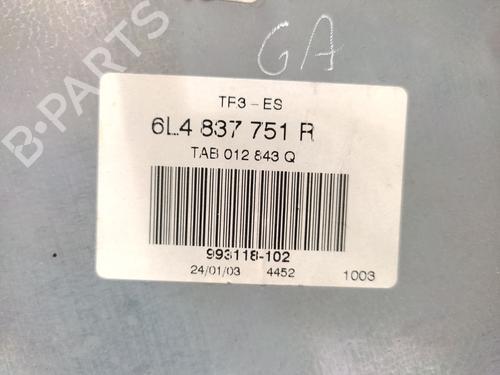 GA
TF3-ES
6L4 837 751 R
TAB 012 843 Q
993118-102
24/01/03 4452 1003
B-PARTS